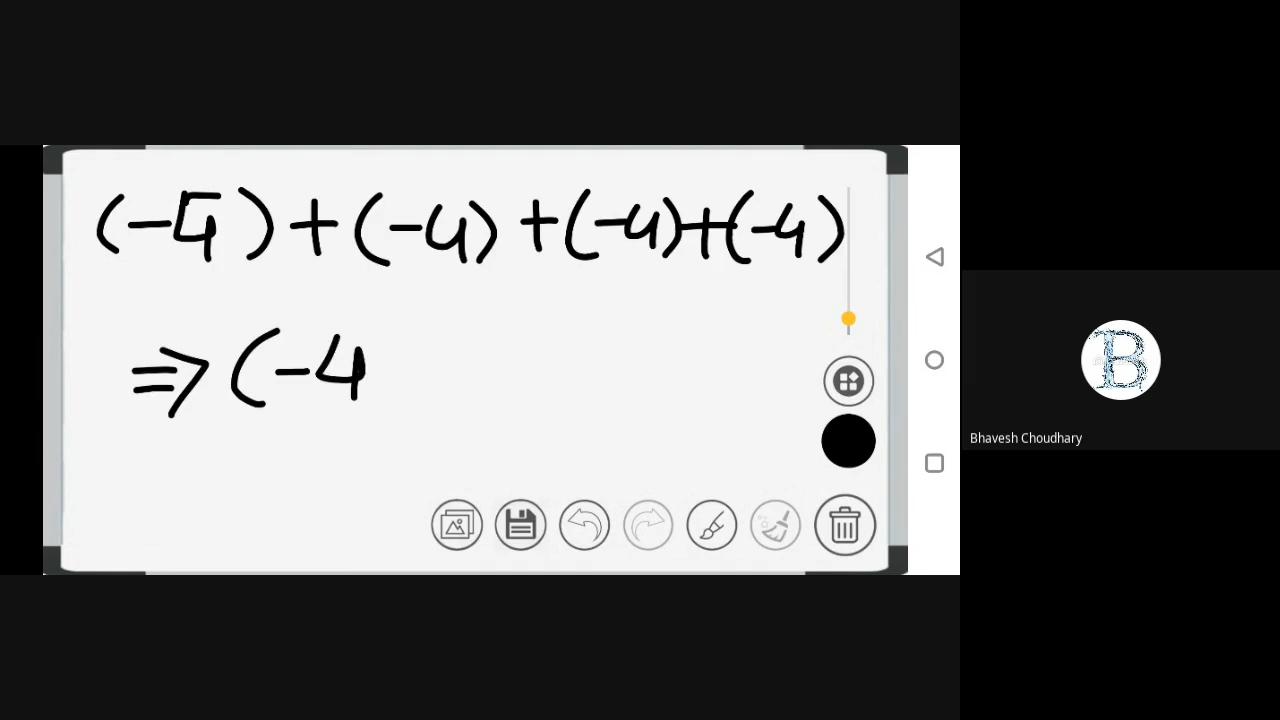 (-4) + (-4) + (-4) + (-4)
⇒ (-4
B
Bhavesh Choudhary